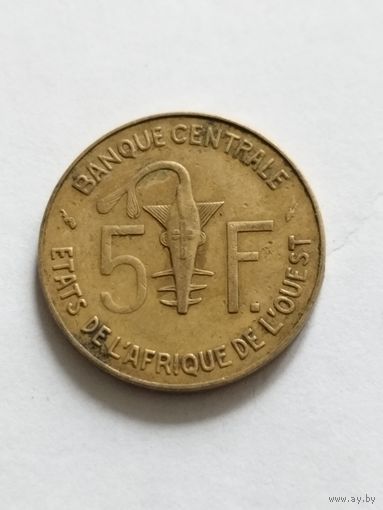 BANQUE CENTRALE
5 F.
ETATS DE L'AFRIQUE DE L'OUEST
www.ay.by